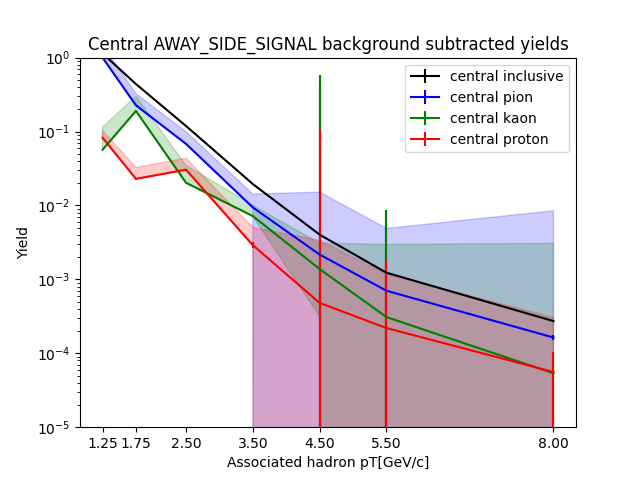 Central AWAY_SIDE_SIGNAL background subtracted yields
10^0
10^-1
10^-2
10^-3
10^-4
10^-5
Yield
central inclusive
central pion
central kaon
central proton
1.25 1.75 2.50 3.50 4.50 5.50 8.00
Associated hadron pT[GeV/c]